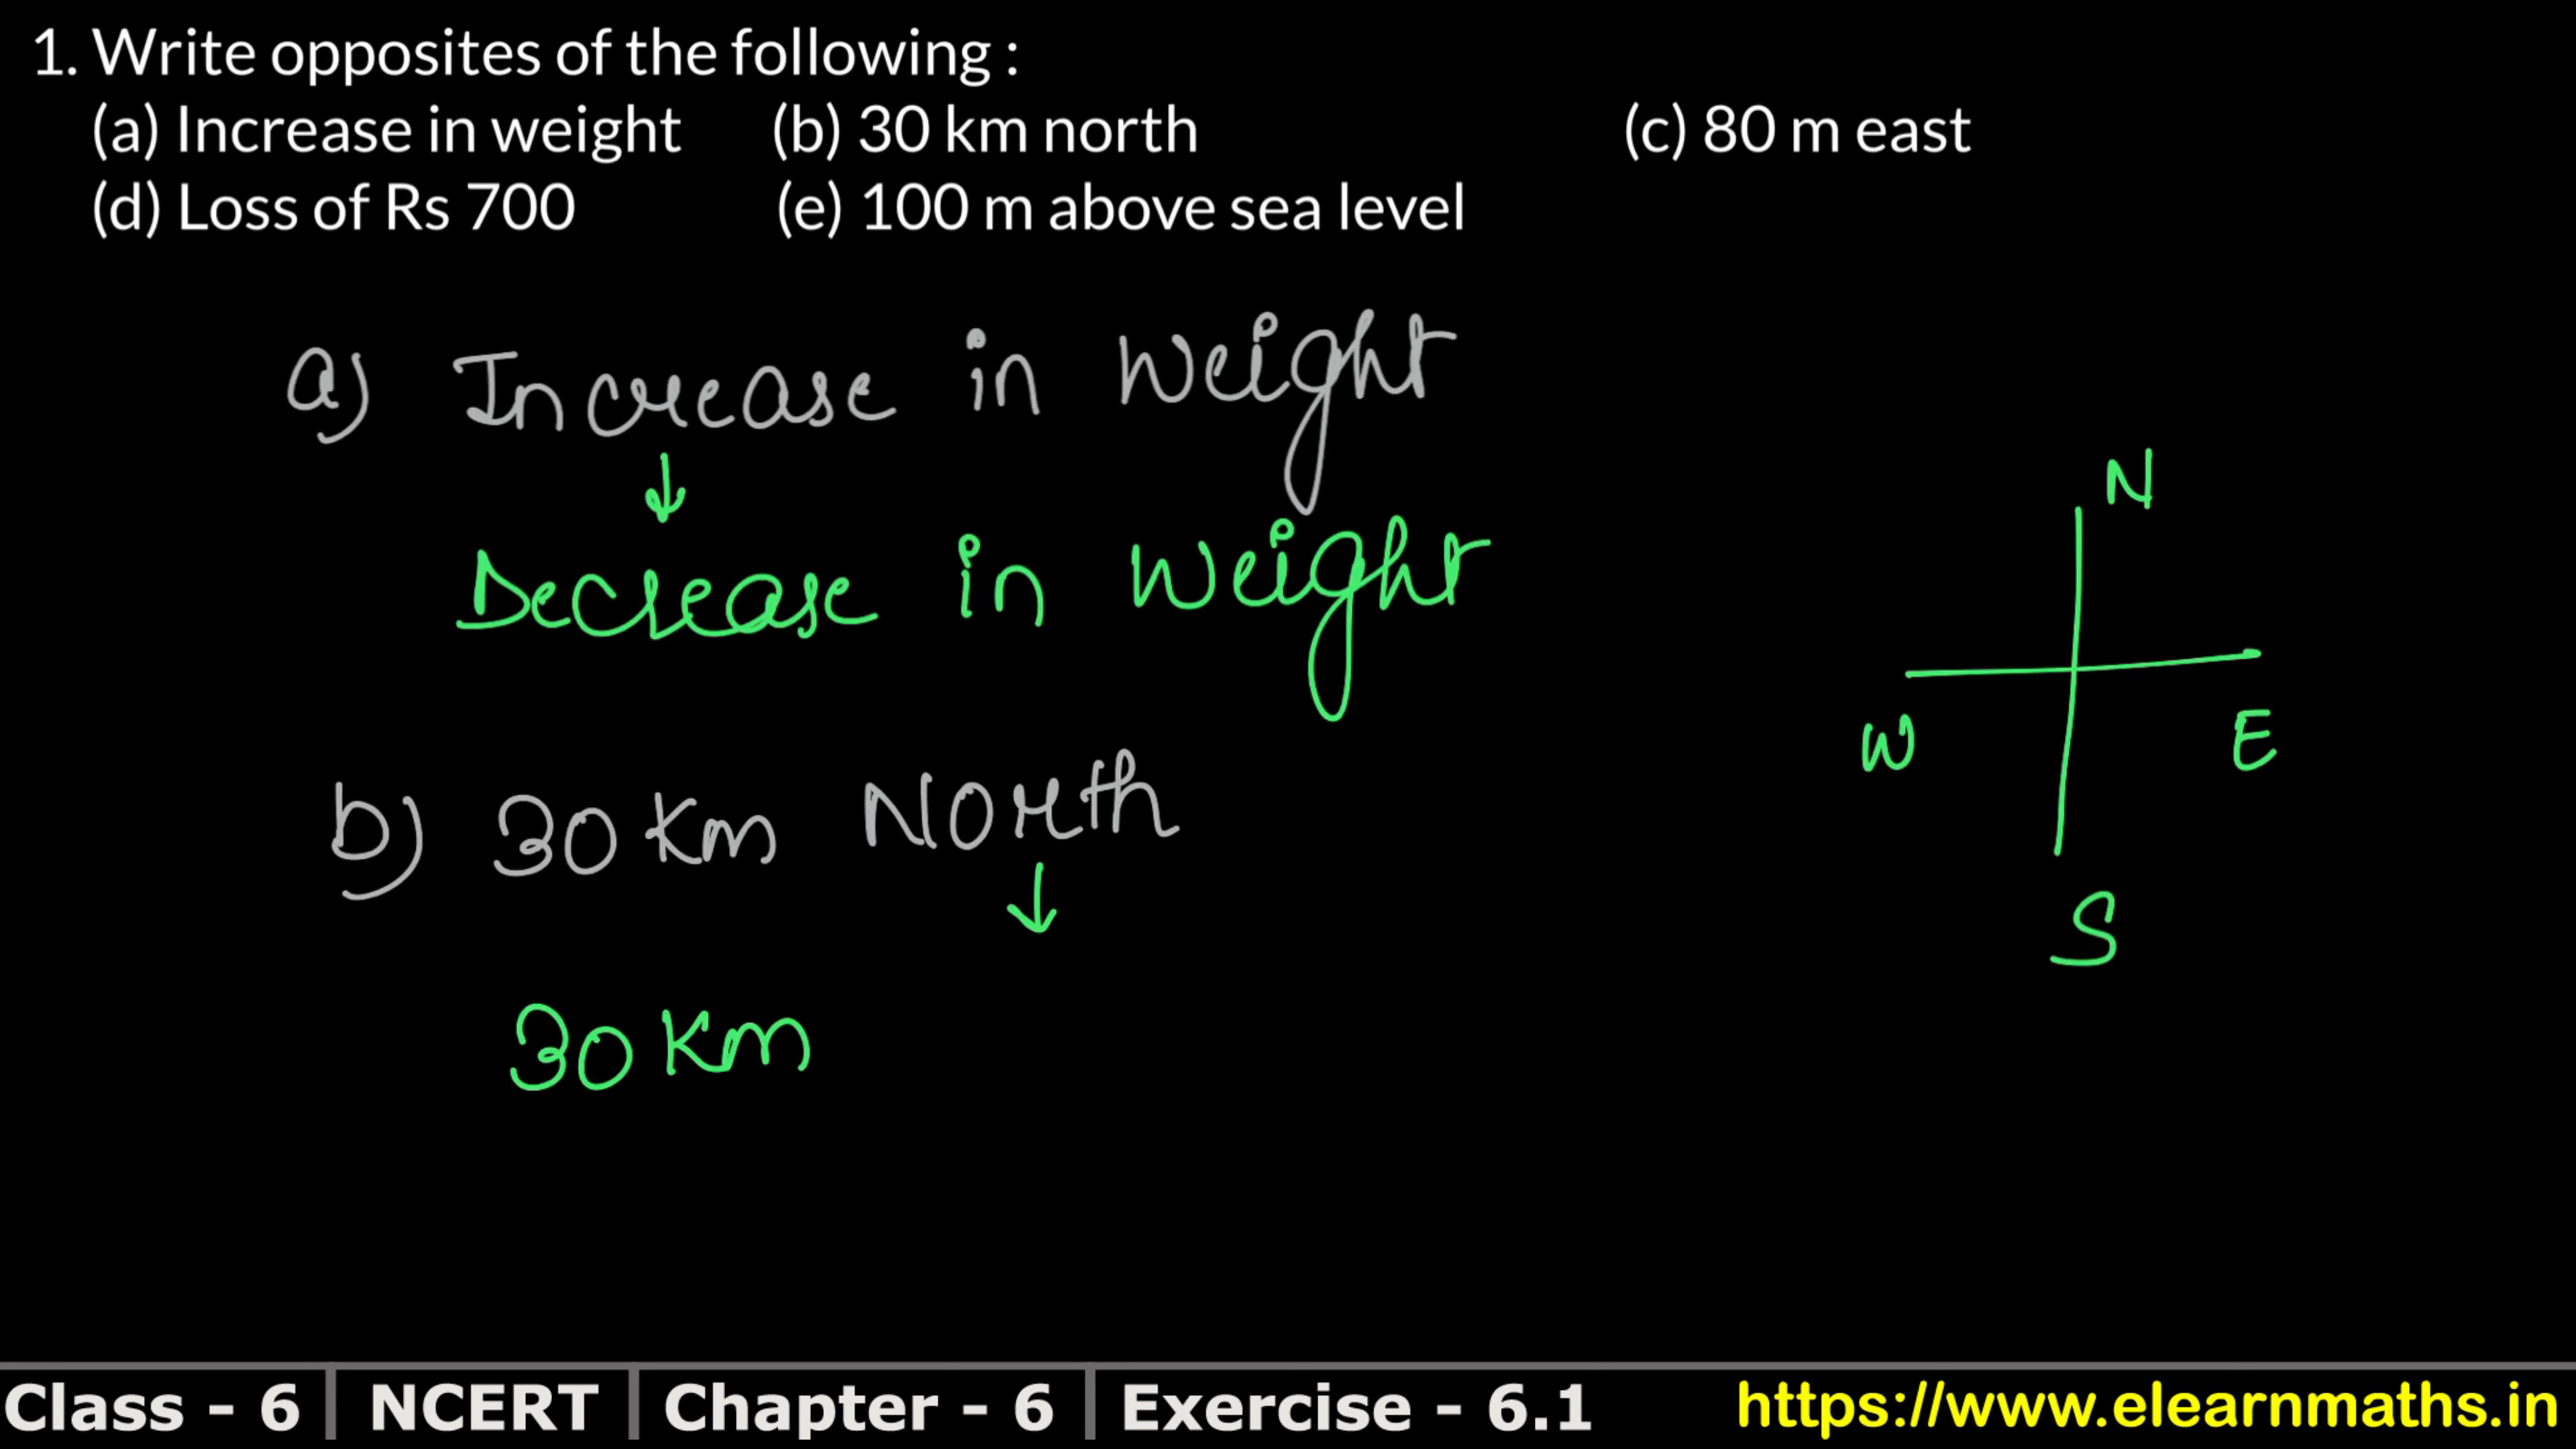 1. Write opposites of the following :
(a) Increase in weight (b) 30 km north (c) 80 m east
(d) Loss of Rs 700 (e) 100 m above sea level
a) Increase in Weight
Decrease in Weight
N
W E
b) 30 Km North
S
30 Km
Class - 6 | NCERT | Chapter - 6 | Exercise - 6.1 https://www.elearnmaths.in